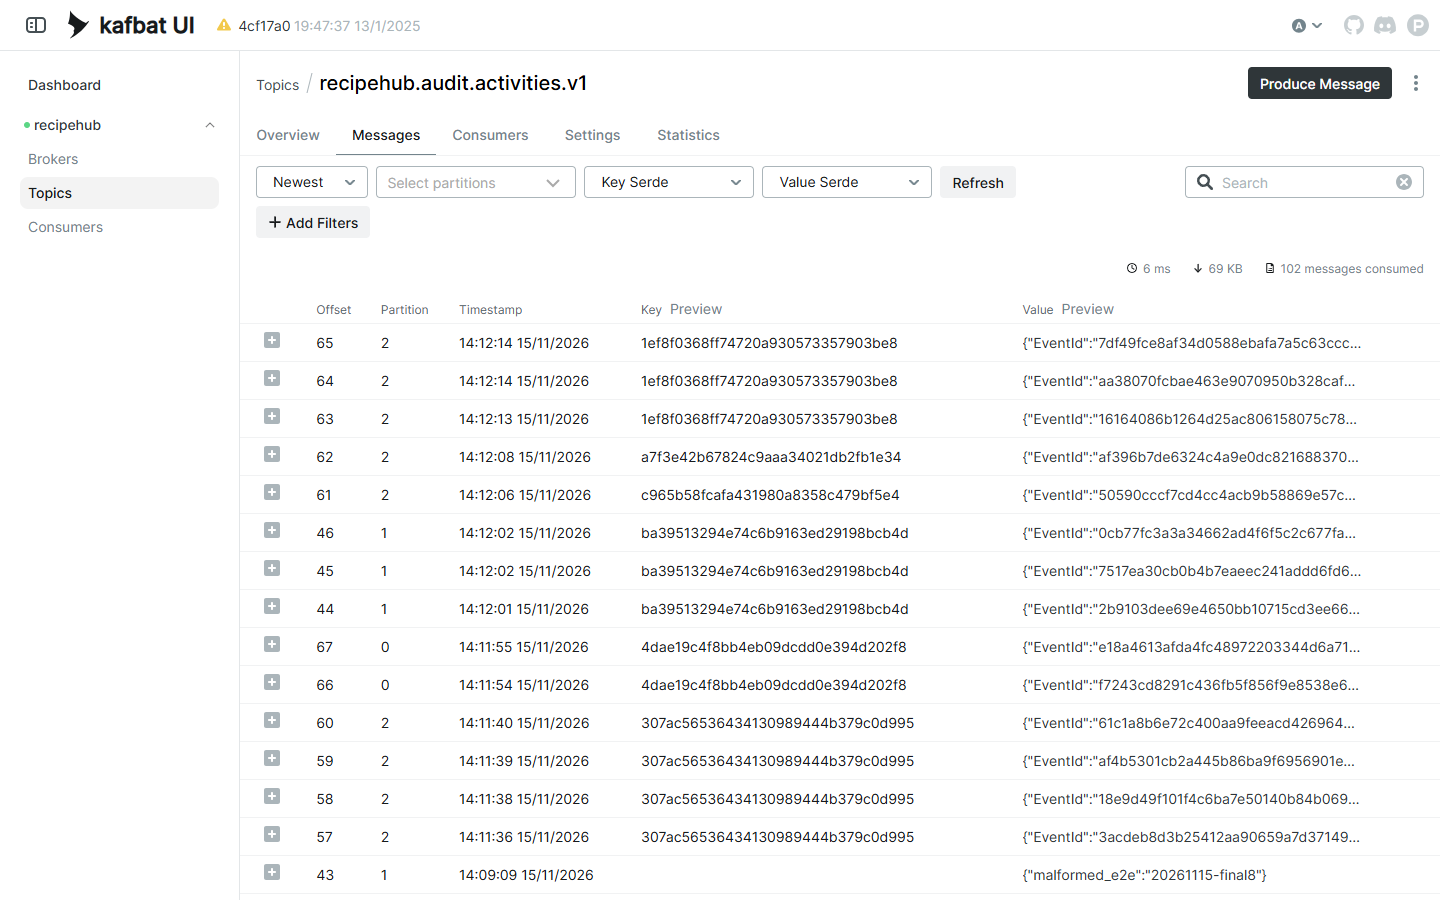 kafbat UI 4cf17a0 19:47:37 13/1/2025 A P
Dashboard
recipehub
Brokers
Topics
Consumers
Topics / recipehub.audit.activities.v1 Produce Message
Overview Messages Consumers Settings Statistics
Newest Select partitions Key Serde Value Serde Refresh Search
Add Filters
6 ms 69 KB 102 messages consumed
Offset Partition Timestamp Key Preview Value Preview
65 2 14:12:14 15/11/2026 1ef8f0368ff74720a930573357903be8 {"EventId":"7df49fce8af34d0588ebafa7a5c63ccc...
64 2 14:12:14 15/11/2026 1ef8f0368ff74720a930573357903be8 {"EventId":"aa38070fcbae463e9070950b328caf...
63 2 14:12:13 15/11/2026 1ef8f0368ff74720a930573357903be8 {"EventId":"16164086b1264d25ac806158075c78...
62 2 14:12:08 15/11/2026 a7f3e42b67824c9aaa34021db2fb1e34 {"EventId":"af396b7de6324c4a9e0dc821688370...
61 2 14:12:06 15/11/2026 c965b58fcafa431980a8358c479bf5e4 {"EventId":"50590cccf7cd4cc4acb9b58869e57c...
46 1 14:12:02 15/11/2026 ba39513294e74c6b9163ed29198bcb4d {"EventId":"0cb77fc3a3a34662ad4f6f5c2c677fa...
45 1 14:12:02 15/11/2026 ba39513294e74c6b9163ed29198bcb4d {"EventId":"7517ea30cb0b4b7eaeec241addd6fd6...
44 1 14:12:01 15/11/2026 ba39513294e74c6b9163ed29198bcb4d {"EventId":"2b9103dee69e4650bb10715cd3ee66...
67 0 14:11:55 15/11/2026 4dae19c4f8bb4eb09dcdd0e394d202f8 {"EventId":"e18a4613afda4fc48972203344d6a71...
66 0 14:11:54 15/11/2026 4dae19c4f8bb4eb09dcdd0e394d202f8 {"EventId":"f7243cd8291c436fb5f856f9e8538e6...
60 2 14:11:40 15/11/2026 307ac56536434130989444b379c0d995 {"EventId":"61c1a8b6e72c400aa9feeacd426964...
59 2 14:11:39 15/11/2026 307ac56536434130989444b379c0d995 {"EventId":"af4b5301cb2a445b86ba9f6956901e...
58 2 14:11:38 15/11/2026 307ac56536434130989444b379c0d995 {"EventId":"18e9d49f101f4c6ba7e50140b84b069...
57 2 14:11:36 15/11/2026 307ac56536434130989444b379c0d995 {"EventId":"3acdeb8d3b25412aa90659a7d37149...
43 1 14:09:09 15/11/2026 {"malformed_e2e":"20261115-final8"}